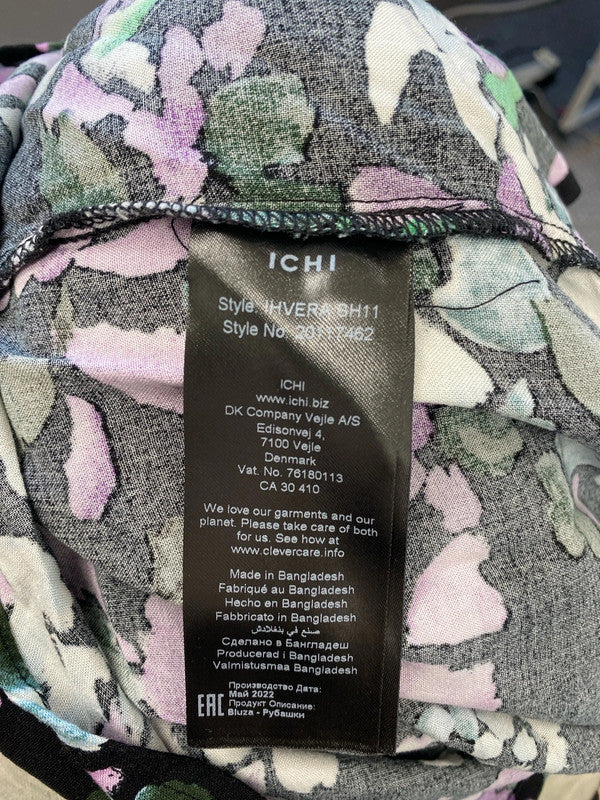 ICHI
Style. IHVERA SH11
Style No. 20117462
ICHI
www.ichi.biz
DK Company Vejle A/S
Edisonvej 4,
7100 Vejle
Denmark
Vat. No. 76180113
CA 30 410
We love our garments and our
planet. Please take care of both
for us. See how at
www.clevercare.info
Made in Bangladesh
Fabriqué au Bangladesh
Hecho en Bangladesh
Fabbricato in Bangladesh
صنع في بنغلادش
Сделано в Бангладеш
Producerad i Bangladesh
Valmistusmaa Bangladesh
Производство Дата:
Май 2022
EAC Продукт Описание:
Bluza - Рубашки